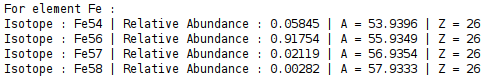 For element Fe :
Isotope : Fe54 | Relative Abundance : 0.05845 | A = 53.9396 | Z = 26
Isotope : Fe56 | Relative Abundance : 0.91754 | A = 55.9349 | Z = 26
Isotope : Fe57 | Relative Abundance : 0.02119 | A = 56.9354 | Z = 26
Isotope : Fe58 | Relative Abundance : 0.00282 | A = 57.9333 | Z = 26